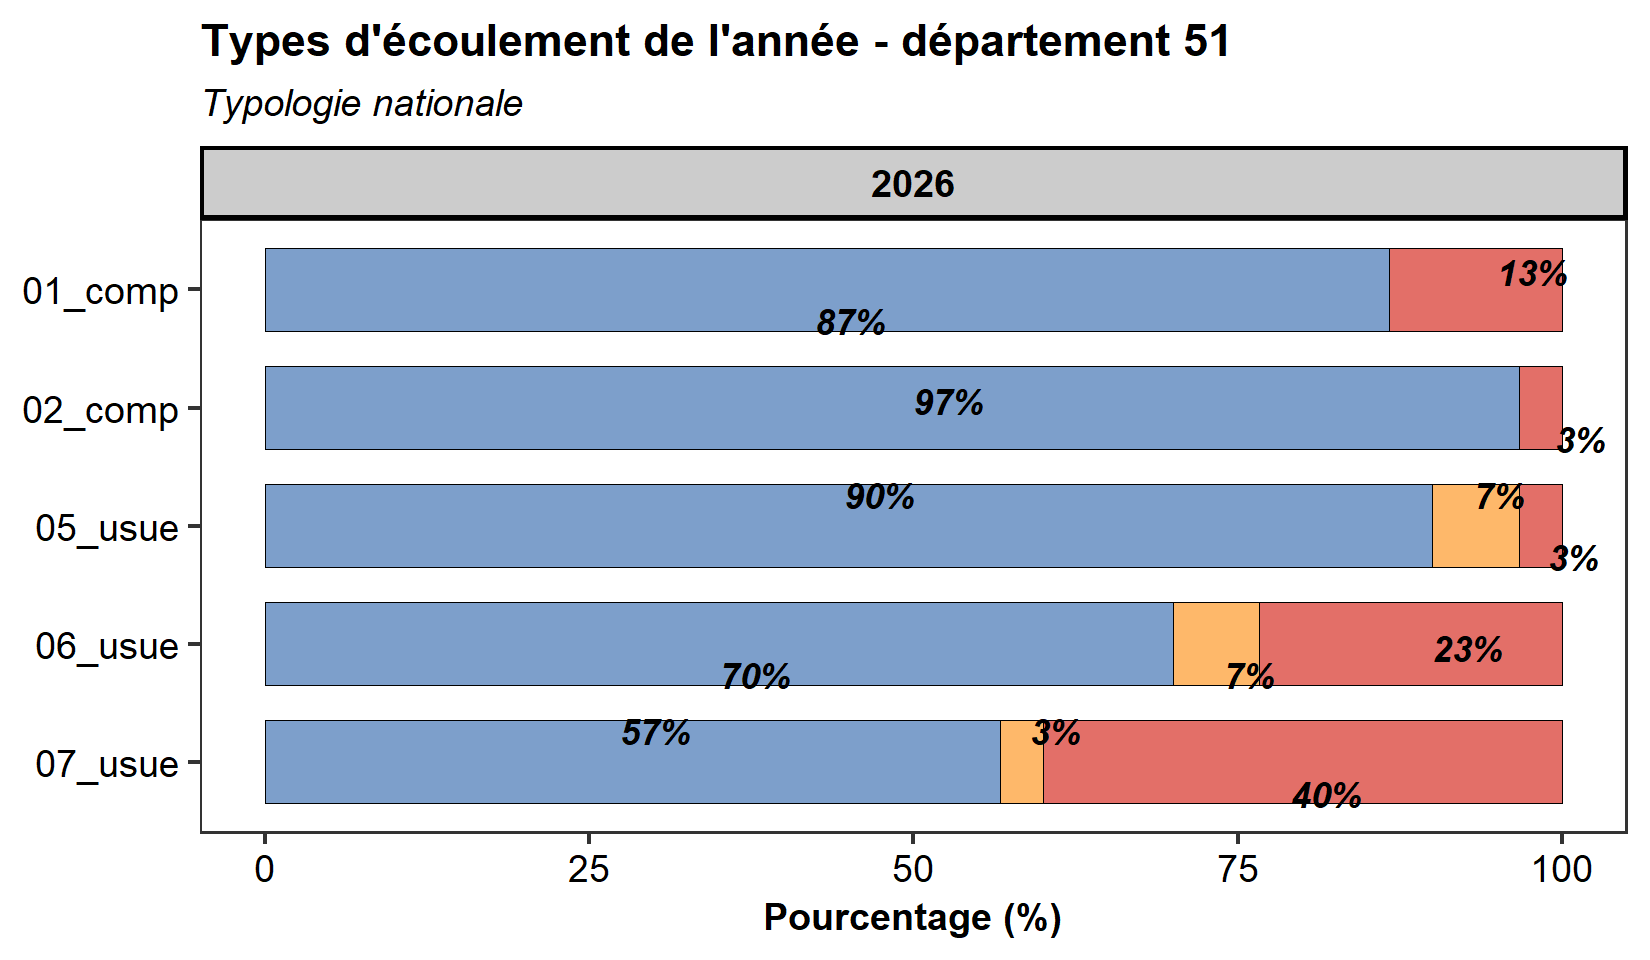 Types d'écoulement de l'année - département 51
Typologie nationale
2026
01_comp
13%
87%
02_comp
97%
3%
05_usue
90%
7%
3%
06_usue
70%
7%
23%
07_usue
57%
3%
40%
0 25 50 75 100
Pourcentage (%)